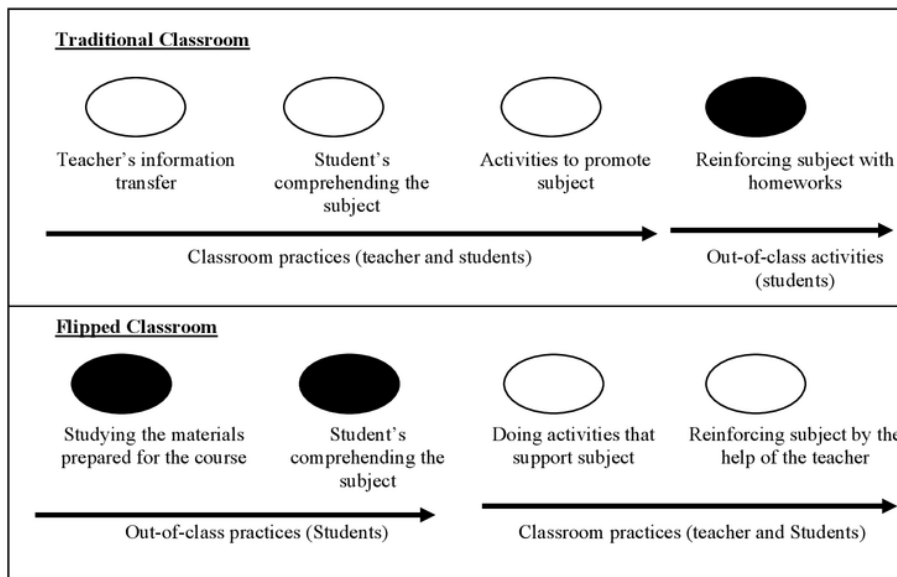 Traditional Classroom
Teacher's information
transfer
Student's
comprehending the
subject
Activities to promote
subject
Reinforcing subject with
homeworks
Classroom practices (teacher and students)
Out-of-class activities
(students)
Flipped Classroom
Studying the materials
prepared for the course
Student's
comprehending the
subject
Doing activities that
support subject
Reinforcing subject by the
help of the teacher
Out-of-class practices (Students)
Classroom practices (teacher and Students)